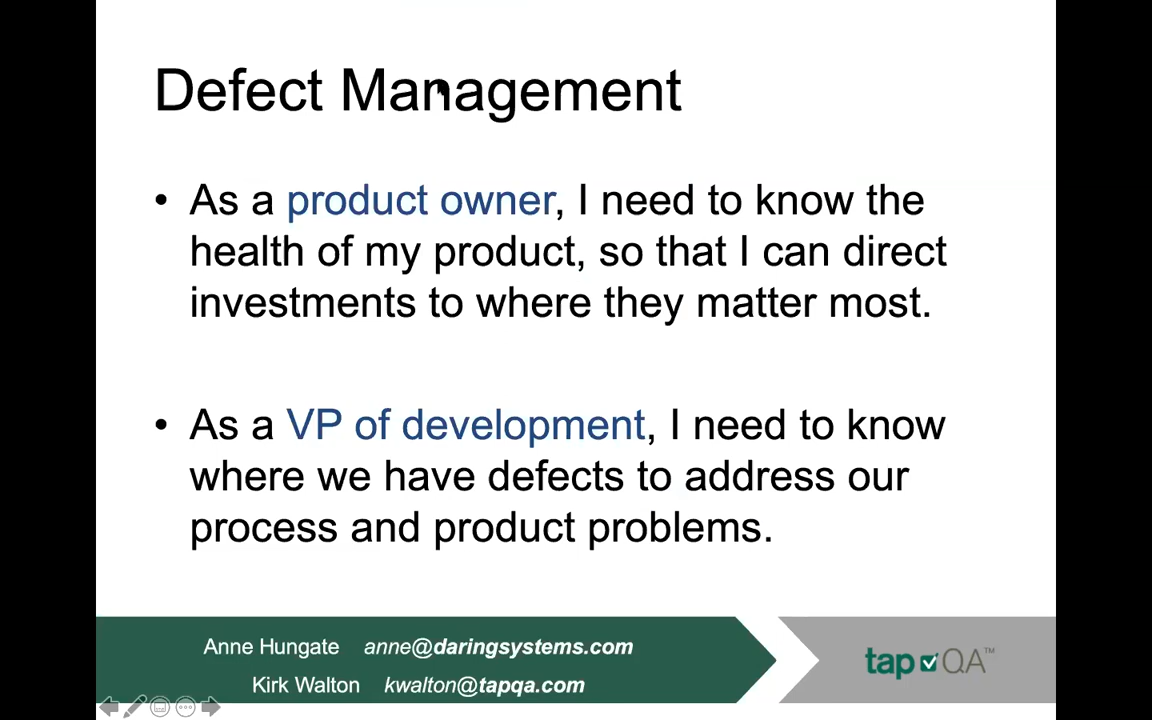 Defect Management
• As a product owner, I need to know the
health of my product, so that I can direct
investments to where they matter most.
• As a VP of development, I need to know
where we have defects to address our
process and product problems.
Anne Hungate anne@daringsystems.com
Kirk Walton kwalton@tapqa.com
tap QA™